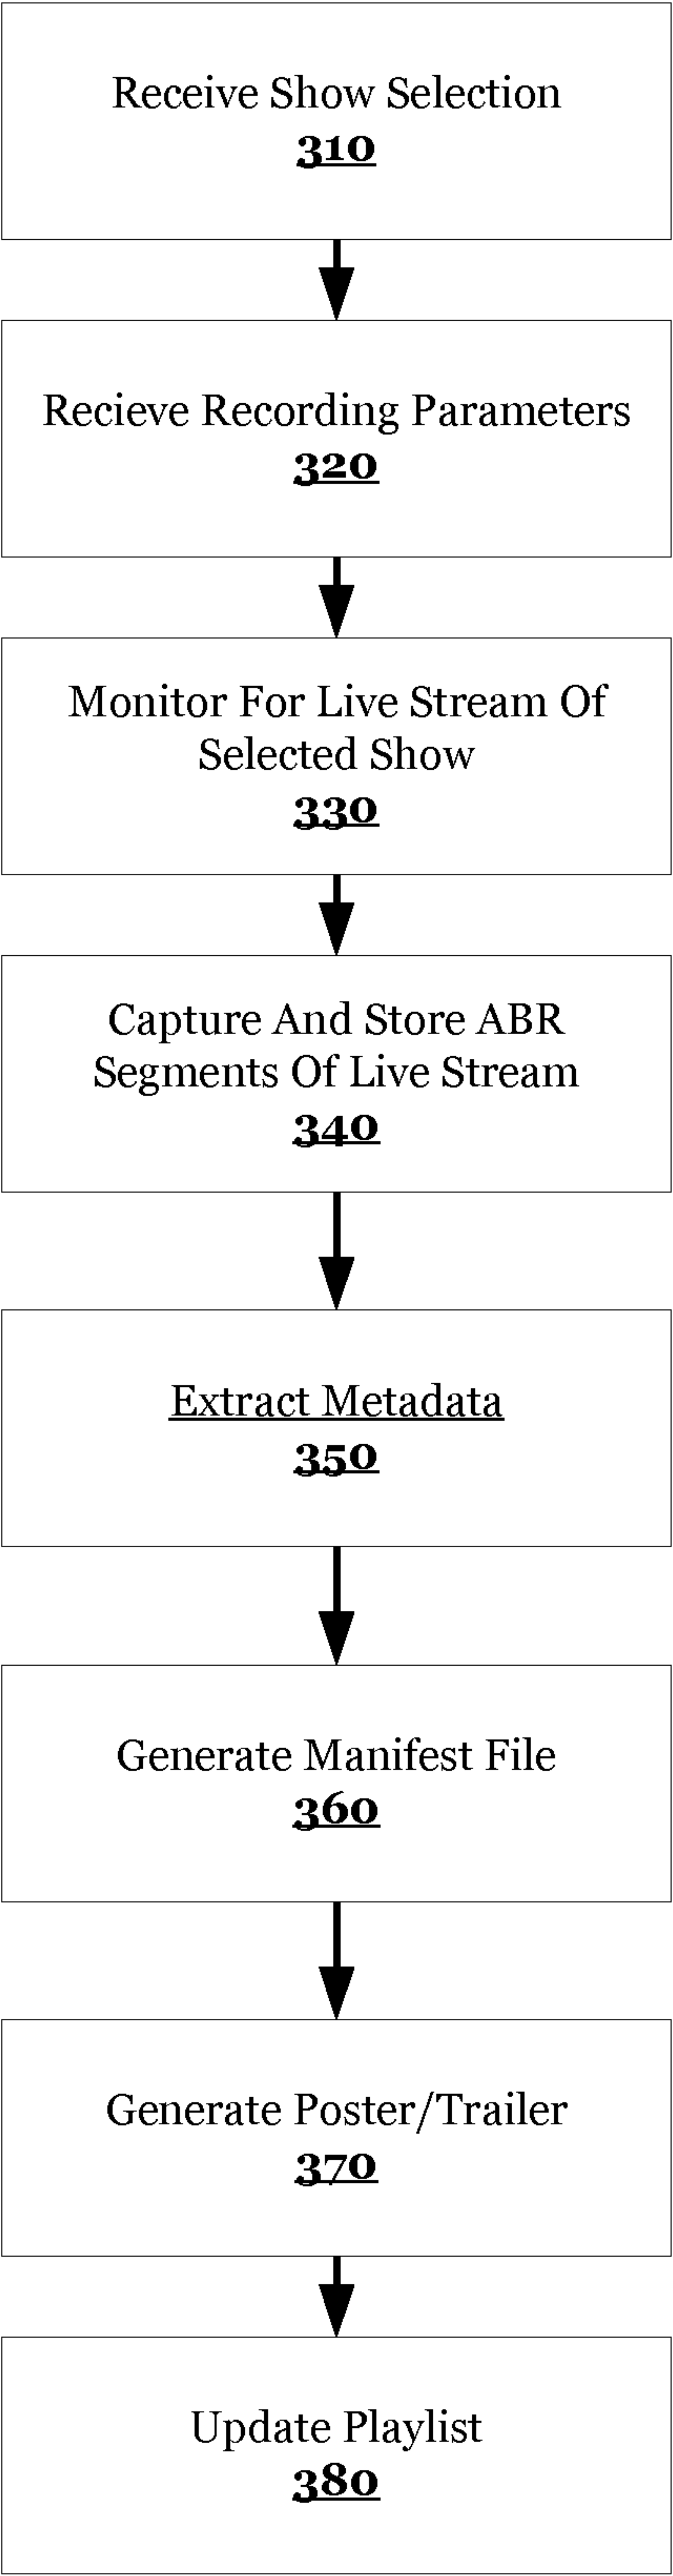 Receive Show Selection
310
Recieve Recording Parameters
320
Monitor For Live Stream Of
Selected Show
330
Capture And Store ABR
Segments Of Live Stream
340
Extract Metadata
350
Generate Manifest File
360
Generate Poster/Trailer
370
Update Playlist
380